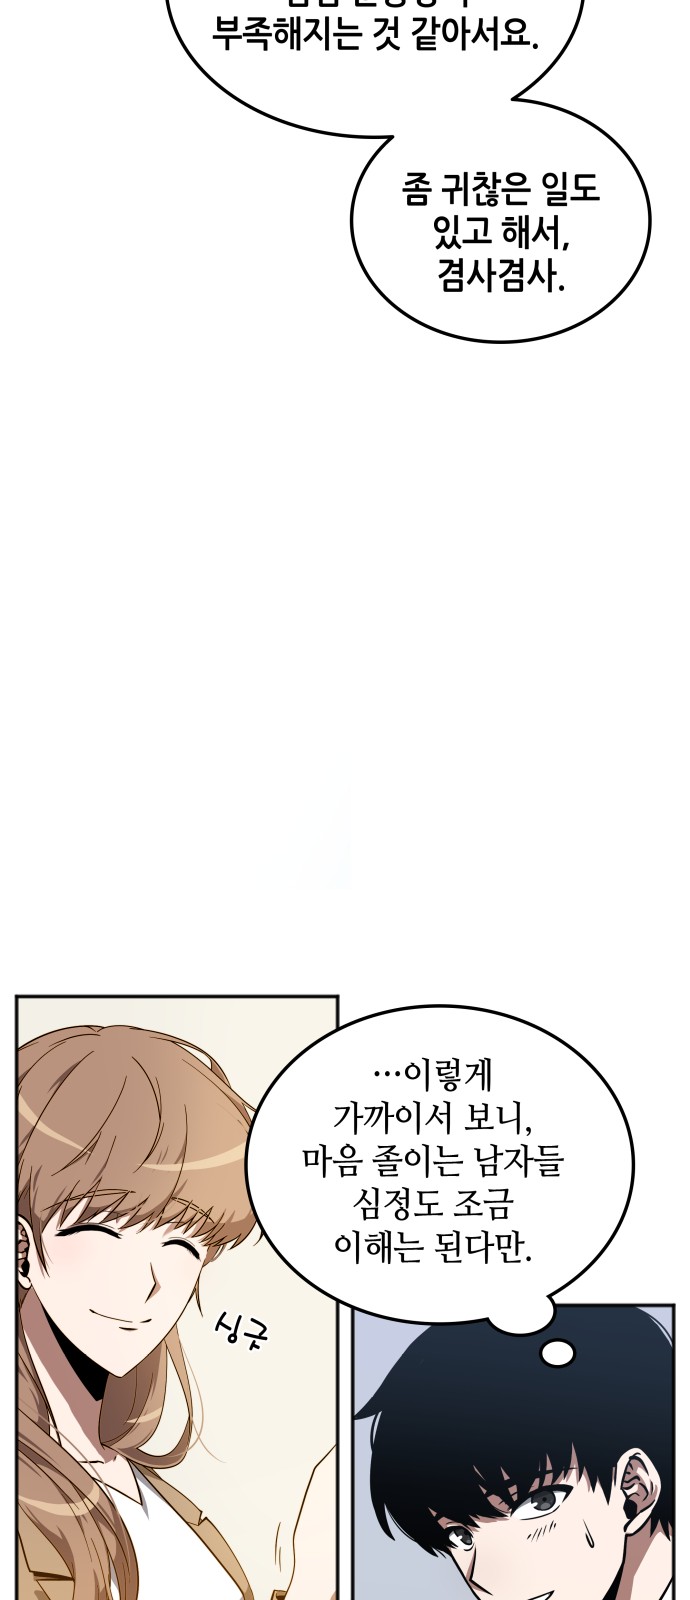 부족해지는 것 같아서요.
좀 귀찮은 일도
있고 해서,
겸사겸사.
…이렇게
가까이서 보니,
마음 졸이는 남자들
심정도 조금
이해는 된다만.
싱긋